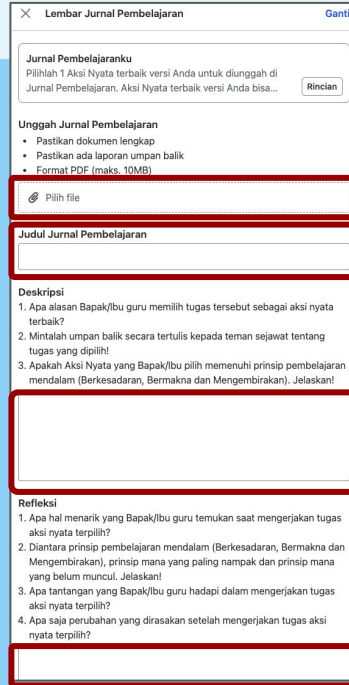 × Lembar Jurnal Pembelajaran Ganti
Jurnal Pembelajaranku
Pilihlah 1 Aksi Nyata terbaik versi Anda untuk diunggah di
Jurnal Pembelajaran. Aksi Nyata terbaik versi Anda bisa...
Rincian
Unggah Jurnal Pembelajaran
• Pastikan dokumen lengkap
• Pastikan ada laporan umpan balik
• Format PDF (maks. 10MB)
Pilih file
Judul Jurnal Pembelajaran
Deskripsi
1. Apa alasan Bapak/Ibu guru memilih tugas tersebut sebagai aksi nyata
terbaik?
2. Mintalah umpan balik secara tertulis kepada teman sejawat tentang
tugas yang dipilih!
3. Apakah Aksi Nyata yang Bapak/Ibu pilih memenuhi prinsip pembelajaran
mendalam (Berkesadaran, Bermakna dan Mengembirakan). Jelaskan!
Refleksi
1. Apa hal menarik yang Bapak/Ibu guru temukan saat mengerjakan tugas
aksi nyata terpilih?
2. Diantara prinsip pembelajaran mendalam (Berkesadaran, Bermakna dan
Mengembirakan), prinsip mana yang paling nampak dan prinsip mana
yang belum muncul. Jelaskan!
3. Apa tantangan yang Bapak/Ibu guru hadapi dalam mengerjakan tugas
aksi nyata terpilih?
4. Apa saja perubahan yang dirasakan setelah mengerjakan tugas aksi
nyata terpilih?